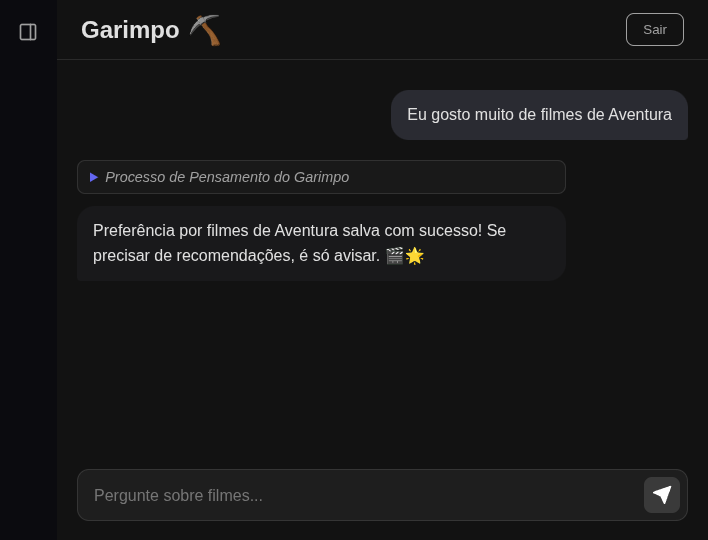 Garimpo
Sair
Eu gosto muito de filmes de Aventura
Processo de Pensamento do Garimpo
Preferência por filmes de Aventura salva com sucesso! Se
precisar de recomendações, é só avisar. 🎬🌟
Pergunte sobre filmes...